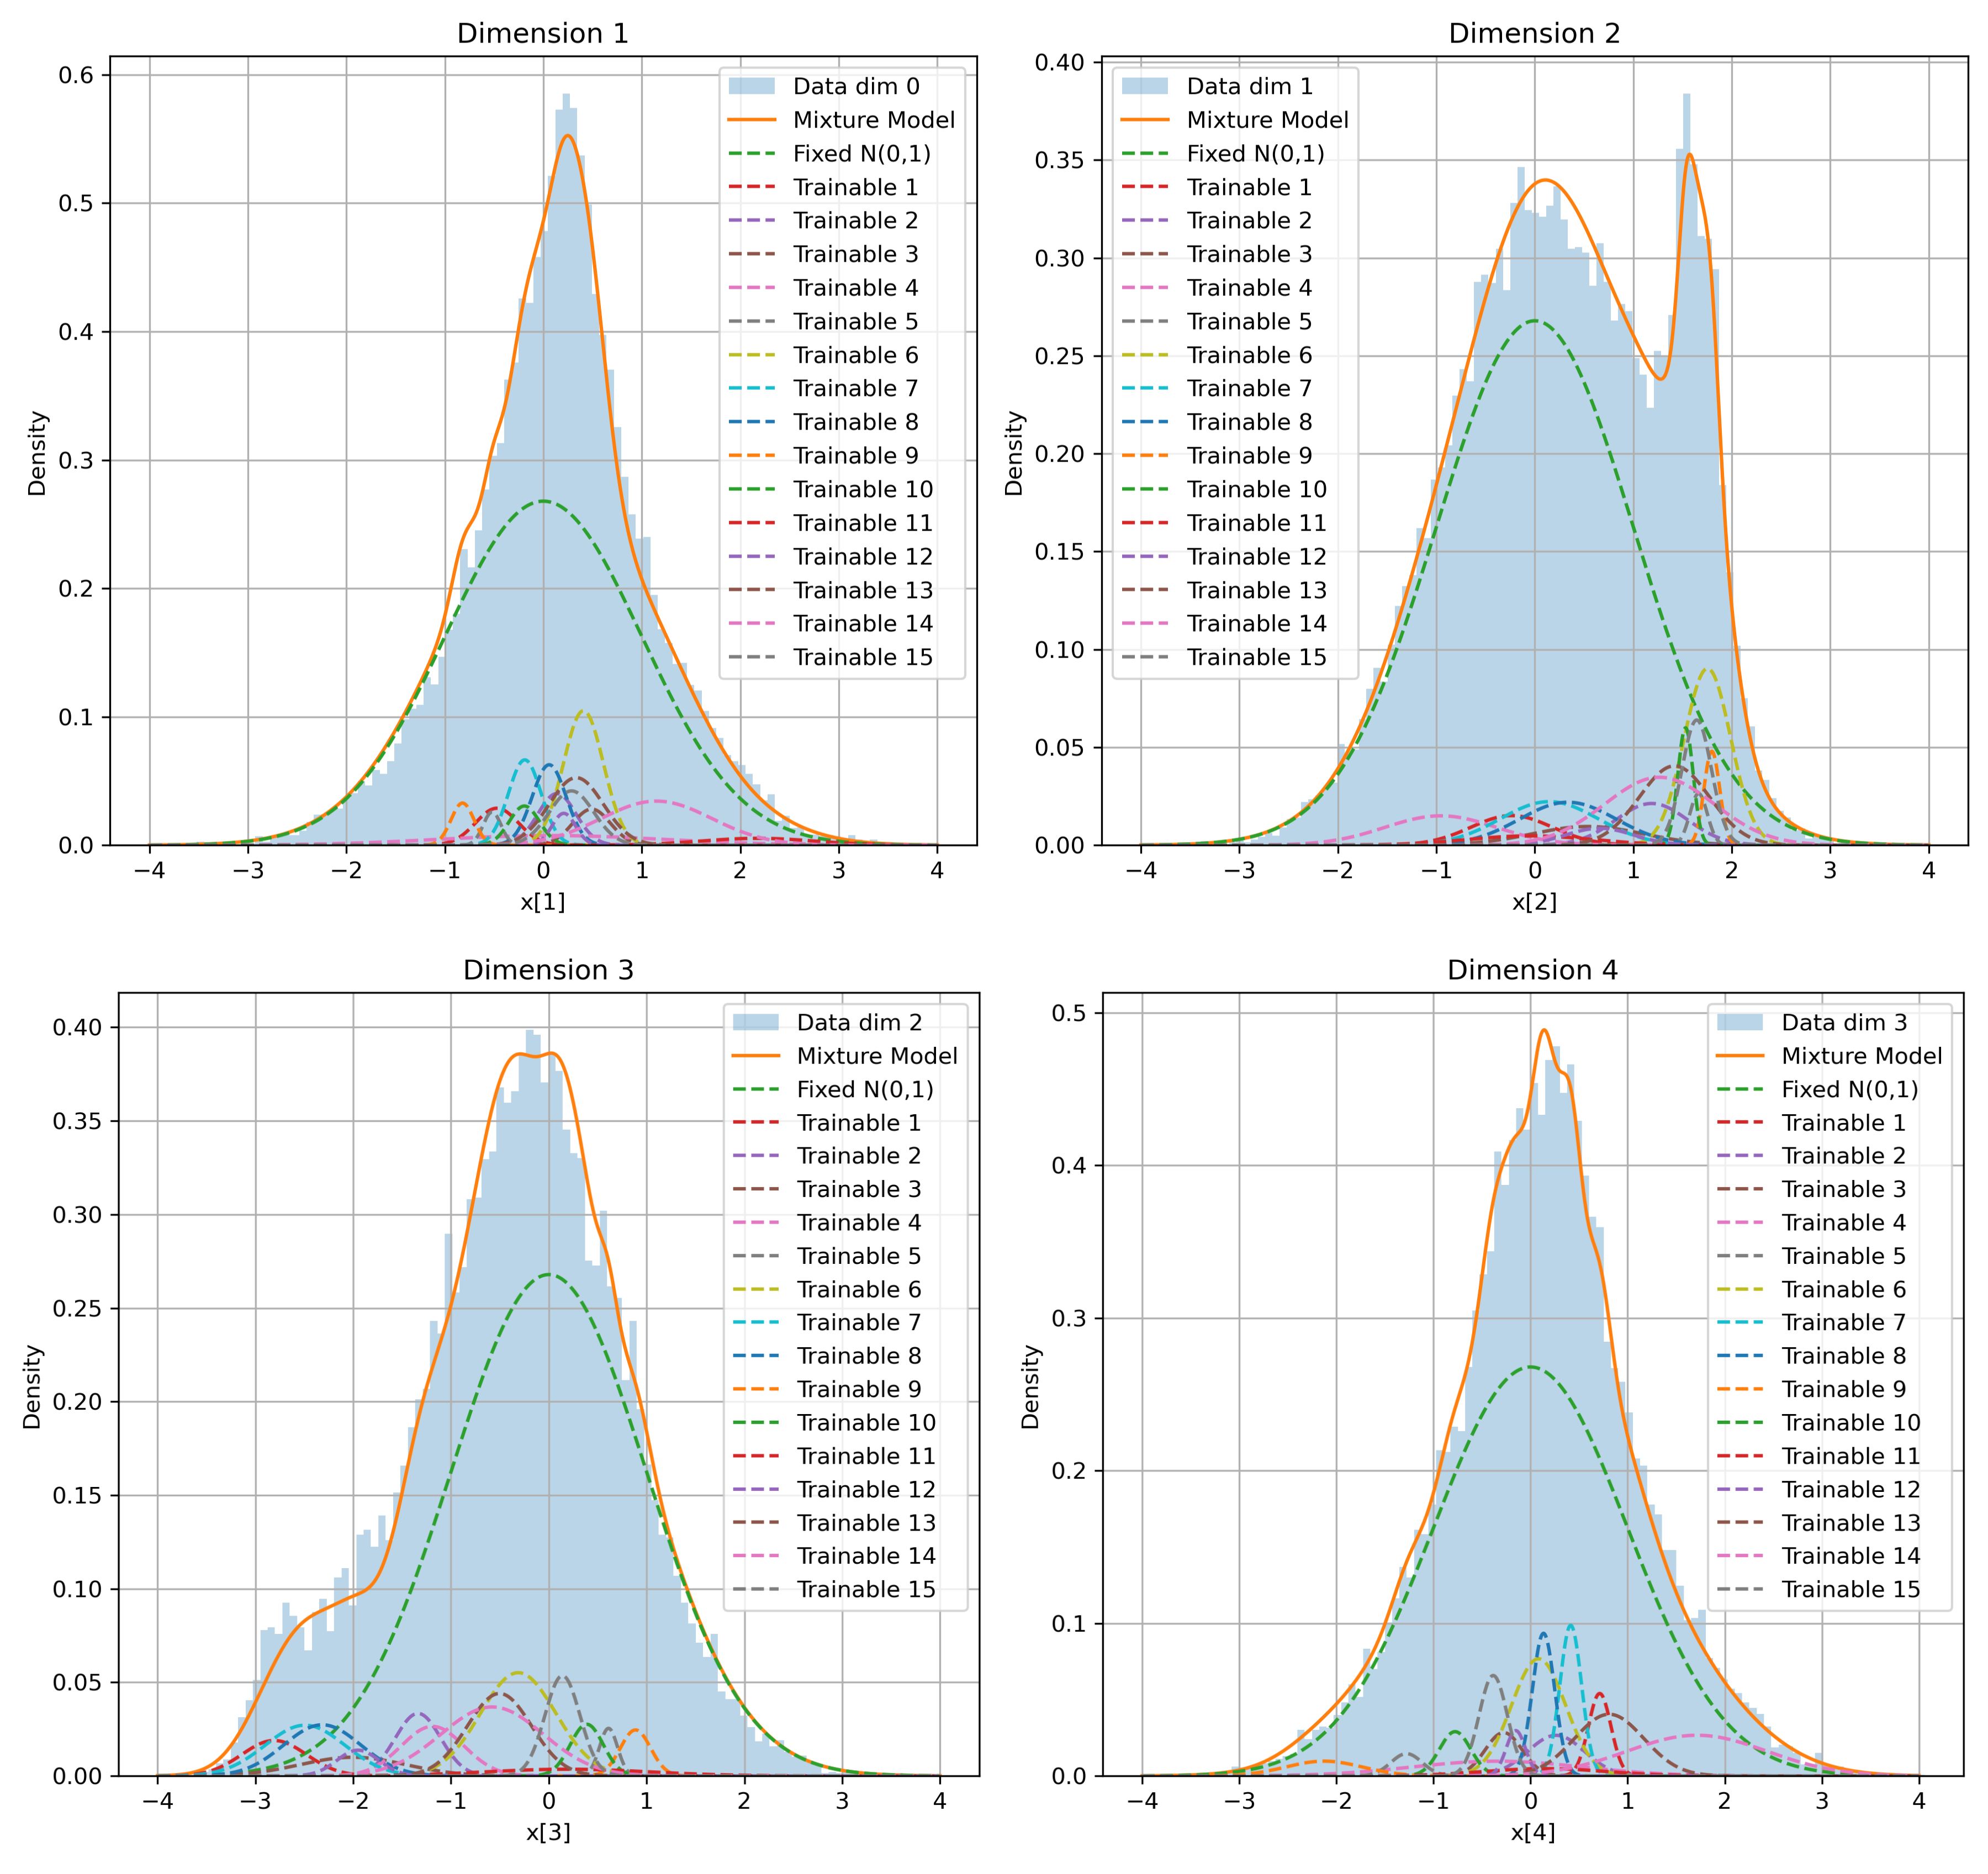 Dimension 1
0.6
0.5
0.4
0.3
0.2
0.1
0.0
Density
−4 −3 −2 −1 0 1 2 3 4
x[1]
Data dim 0
Mixture Model
Fixed N(0,1)
Trainable 1
Trainable 2
Trainable 3
Trainable 4
Trainable 5
Trainable 6
Trainable 7
Trainable 8
Trainable 9
Trainable 10
Trainable 11
Trainable 12
Trainable 13
Trainable 14
Trainable 15
Dimension 2
0.40
0.35
0.30
0.25
0.20
0.15
0.10
0.05
0.00
Density
−4 −3 −2 −1 0 1 2 3 4
x[2]
Data dim 1
Mixture Model
Fixed N(0,1)
Trainable 1
Trainable 2
Trainable 3
Trainable 4
Trainable 5
Trainable 6
Trainable 7
Trainable 8
Trainable 9
Trainable 10
Trainable 11
Trainable 12
Trainable 13
Trainable 14
Trainable 15
Dimension 3
0.40
0.35
0.30
0.25
0.20
0.15
0.10
0.05
0.00
Density
−4 −3 −2 −1 0 1 2 3 4
x[3]
Data dim 2
Mixture Model
Fixed N(0,1)
Trainable 1
Trainable 2
Trainable 3
Trainable 4
Trainable 5
Trainable 6
Trainable 7
Trainable 8
Trainable 9
Trainable 10
Trainable 11
Trainable 12
Trainable 13
Trainable 14
Trainable 15
Dimension 4
0.5
0.4
0.3
0.2
0.1
0.0
Density
−4 −3 −2 −1 0 1 2 3 4
x[4]
Data dim 3
Mixture Model
Fixed N(0,1)
Trainable 1
Trainable 2
Trainable 3
Trainable 4
Trainable 5
Trainable 6
Trainable 7
Trainable 8
Trainable 9
Trainable 10
Trainable 11
Trainable 12
Trainable 13
Trainable 14
Trainable 15